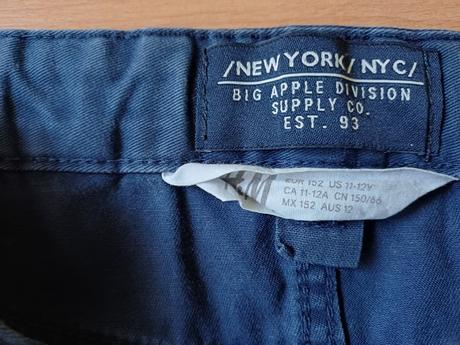 /NEW YORK/ NYC/
BIG APPLE DIVISION
SUPPLY CO.
EST. 93
H&M
EUR 152 US 11-12Y
CA 11-12A CN 150/66
MX 152 AUS 12